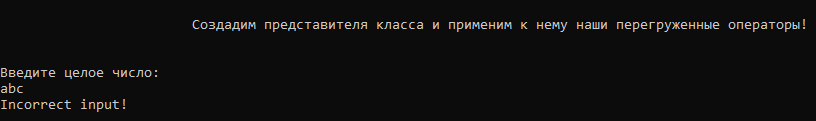 Создадим представителя класса и применим к нему наши перегруженные операторы!
Введите целое число:
abc
Incorrect input!